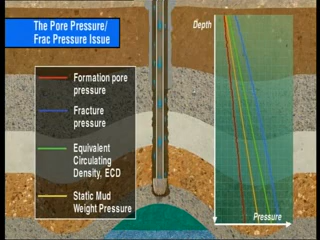 The Pore Pressure/
Frac Pressure Issue
Depth
Formation pore
pressure
Fracture
pressure
Equivalent
Circulating
Density, ECD
Static Mud
Weight Pressure
Pressure